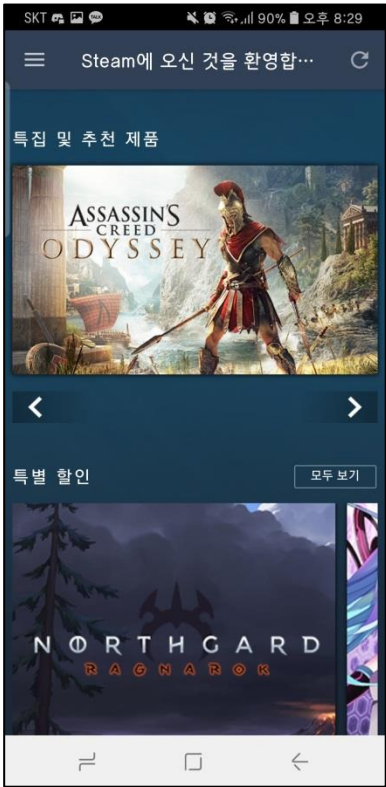 SKT 90% 오후 8:29
Steam에 오신 것을 환영합…
특집 및 추천 제품
ASSASSIN'S
CREED
ODYSSEY
특별 할인 모두 보기
NORTHGARD
RAGNAROK